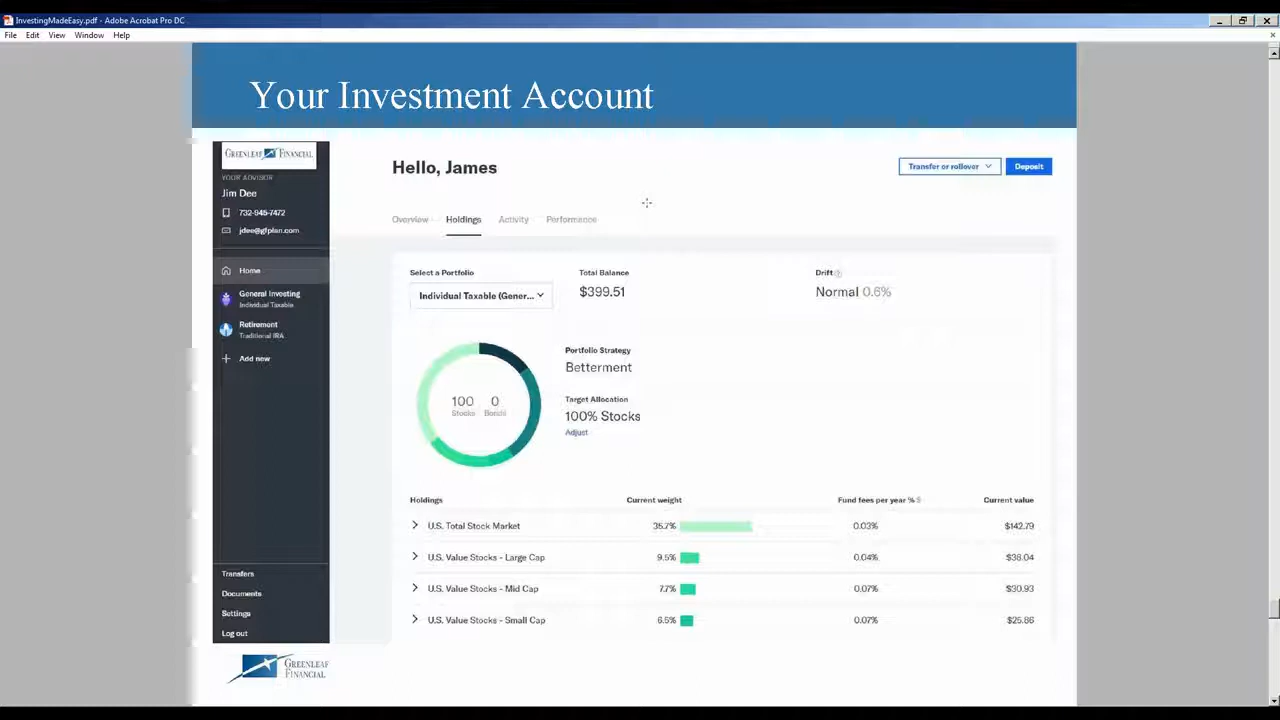 InvestingMadeEasy.pdf - Adobe Acrobat Pro DC
File Edit View Window Help
Your Investment Account
GREENLEAF FINANCIAL
YOUR ADVISOR
Jim Dee
732-945-7472
jdee@gfplan.com
Home
General Investing
Individual Taxable
Retirement
Traditional IRA
Add new
Transfers
Documents
Settings
Log out
Hello, James
Transfer or rollover
Deposit
Overview Holdings Activity Performance
Select a Portfolio
Individual Taxable (Gener...
Total Balance
$399.51
Drift
Normal 0.6%
100 0
Stocks Bonds
Portfolio Strategy
Betterment
Target Allocation
100% Stocks
Adjust
Holdings Current weight Fund fees per year % $ Current value
U.S. Total Stock Market 35.7% 0.03% $142.79
U.S. Value Stocks - Large Cap 9.5% 0.04% $38.04
U.S. Value Stocks - Mid Cap 7.7% 0.07% $30.93
U.S. Value Stocks - Small Cap 6.5% 0.07% $25.86
GREENLEAF
FINANCIAL